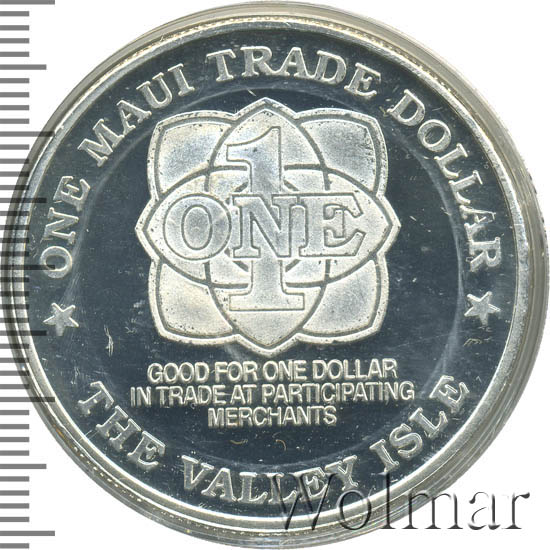 ONE MAUI TRADE DOLLAR
1
ONE
GOOD FOR ONE DOLLAR
IN TRADE AT PARTICIPATING
MERCHANTS
THE VALLEY ISLE
Wolmar